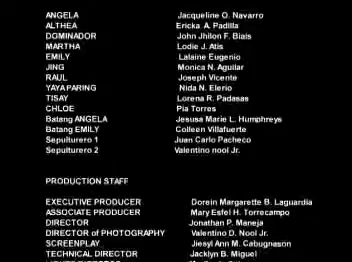 ANGELA Jacqueline O. Navarro
ALTHEA Ericka A. Padilla
DOMINADOR John Jhilon F. Biais
MARTHA Lodie J. Atis
EMILY Lalaine Eugenio
JING Monica N. Aguilar
RAUL Joseph Vicente
YAYA PARING Nida N. Elerio
TISAY Lorena R. Padasas
CHLOE Pia Torres
Batang ANGELA Jesusa Marie L. Humphreys
Batang EMILY Colleen Villafuerte
Sepulturero 1 Juan Carlo Pacheco
Sepulturero 2 Valentino nooi Jr.
PRODUCTION STAFF
EXECUTIVE PRODUCER Dorein Margarette B. Laguardia
ASSOCIATE PRODUCER Mary Esfel H. Torrecampo
DIRECTOR Jonathan P. Maneja
DIRECTOR of PHOTOGRAPHY Valentino D. Nooi Jr.
SCREENPLAY Jiesyl Ann M. Cabugnason
TECHNICAL DIRECTOR Jacklyn B. Miguel